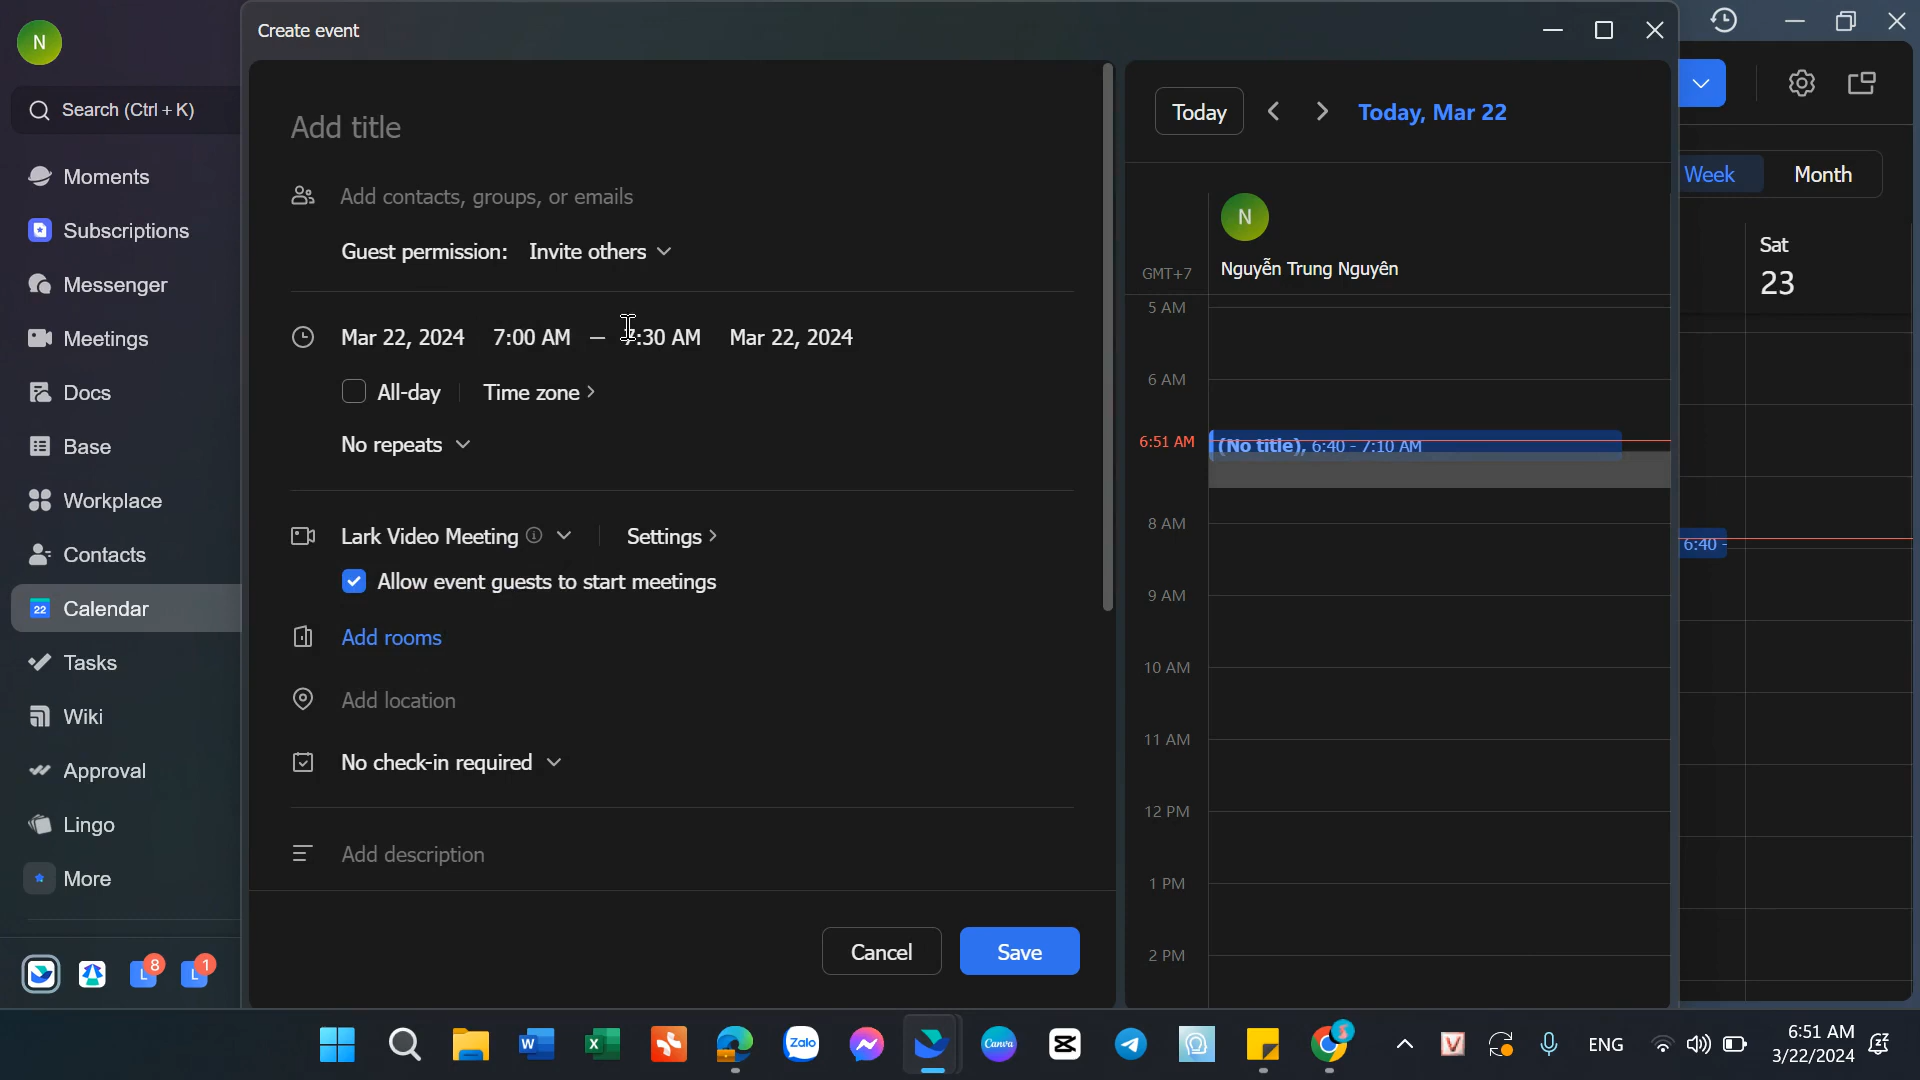 N
Search (Ctrl + K)
Moments
Subscriptions
Messenger
Meetings
Docs
Base
Workplace
Contacts
22
Calendar
Tasks
Wiki
Approval
Lingo
More
L 8
L 1
Create event
Add title
Add contacts, groups, or emails
Guest permission: Invite others
Mar 22, 2024 7:00 AM – 7:30 AM Mar 22, 2024
All-day Time zone
No repeats
Lark Video Meeting Settings
Allow event guests to start meetings
Add rooms
Add location
No check-in required
Add description
Cancel Save
Today Today, Mar 22
N
GMT+7 Nguyễn Trung Nguyên
5 AM
6 AM
6:51 AM (No title), 6:40 - 7:10 AM
8 AM
9 AM
10 AM
11 AM
12 PM
1 PM
2 PM
Week Month
Sat
23
6:40 -
W
X
Zalo
Canva
V
S
ENG
6:51 AM
3/22/2024